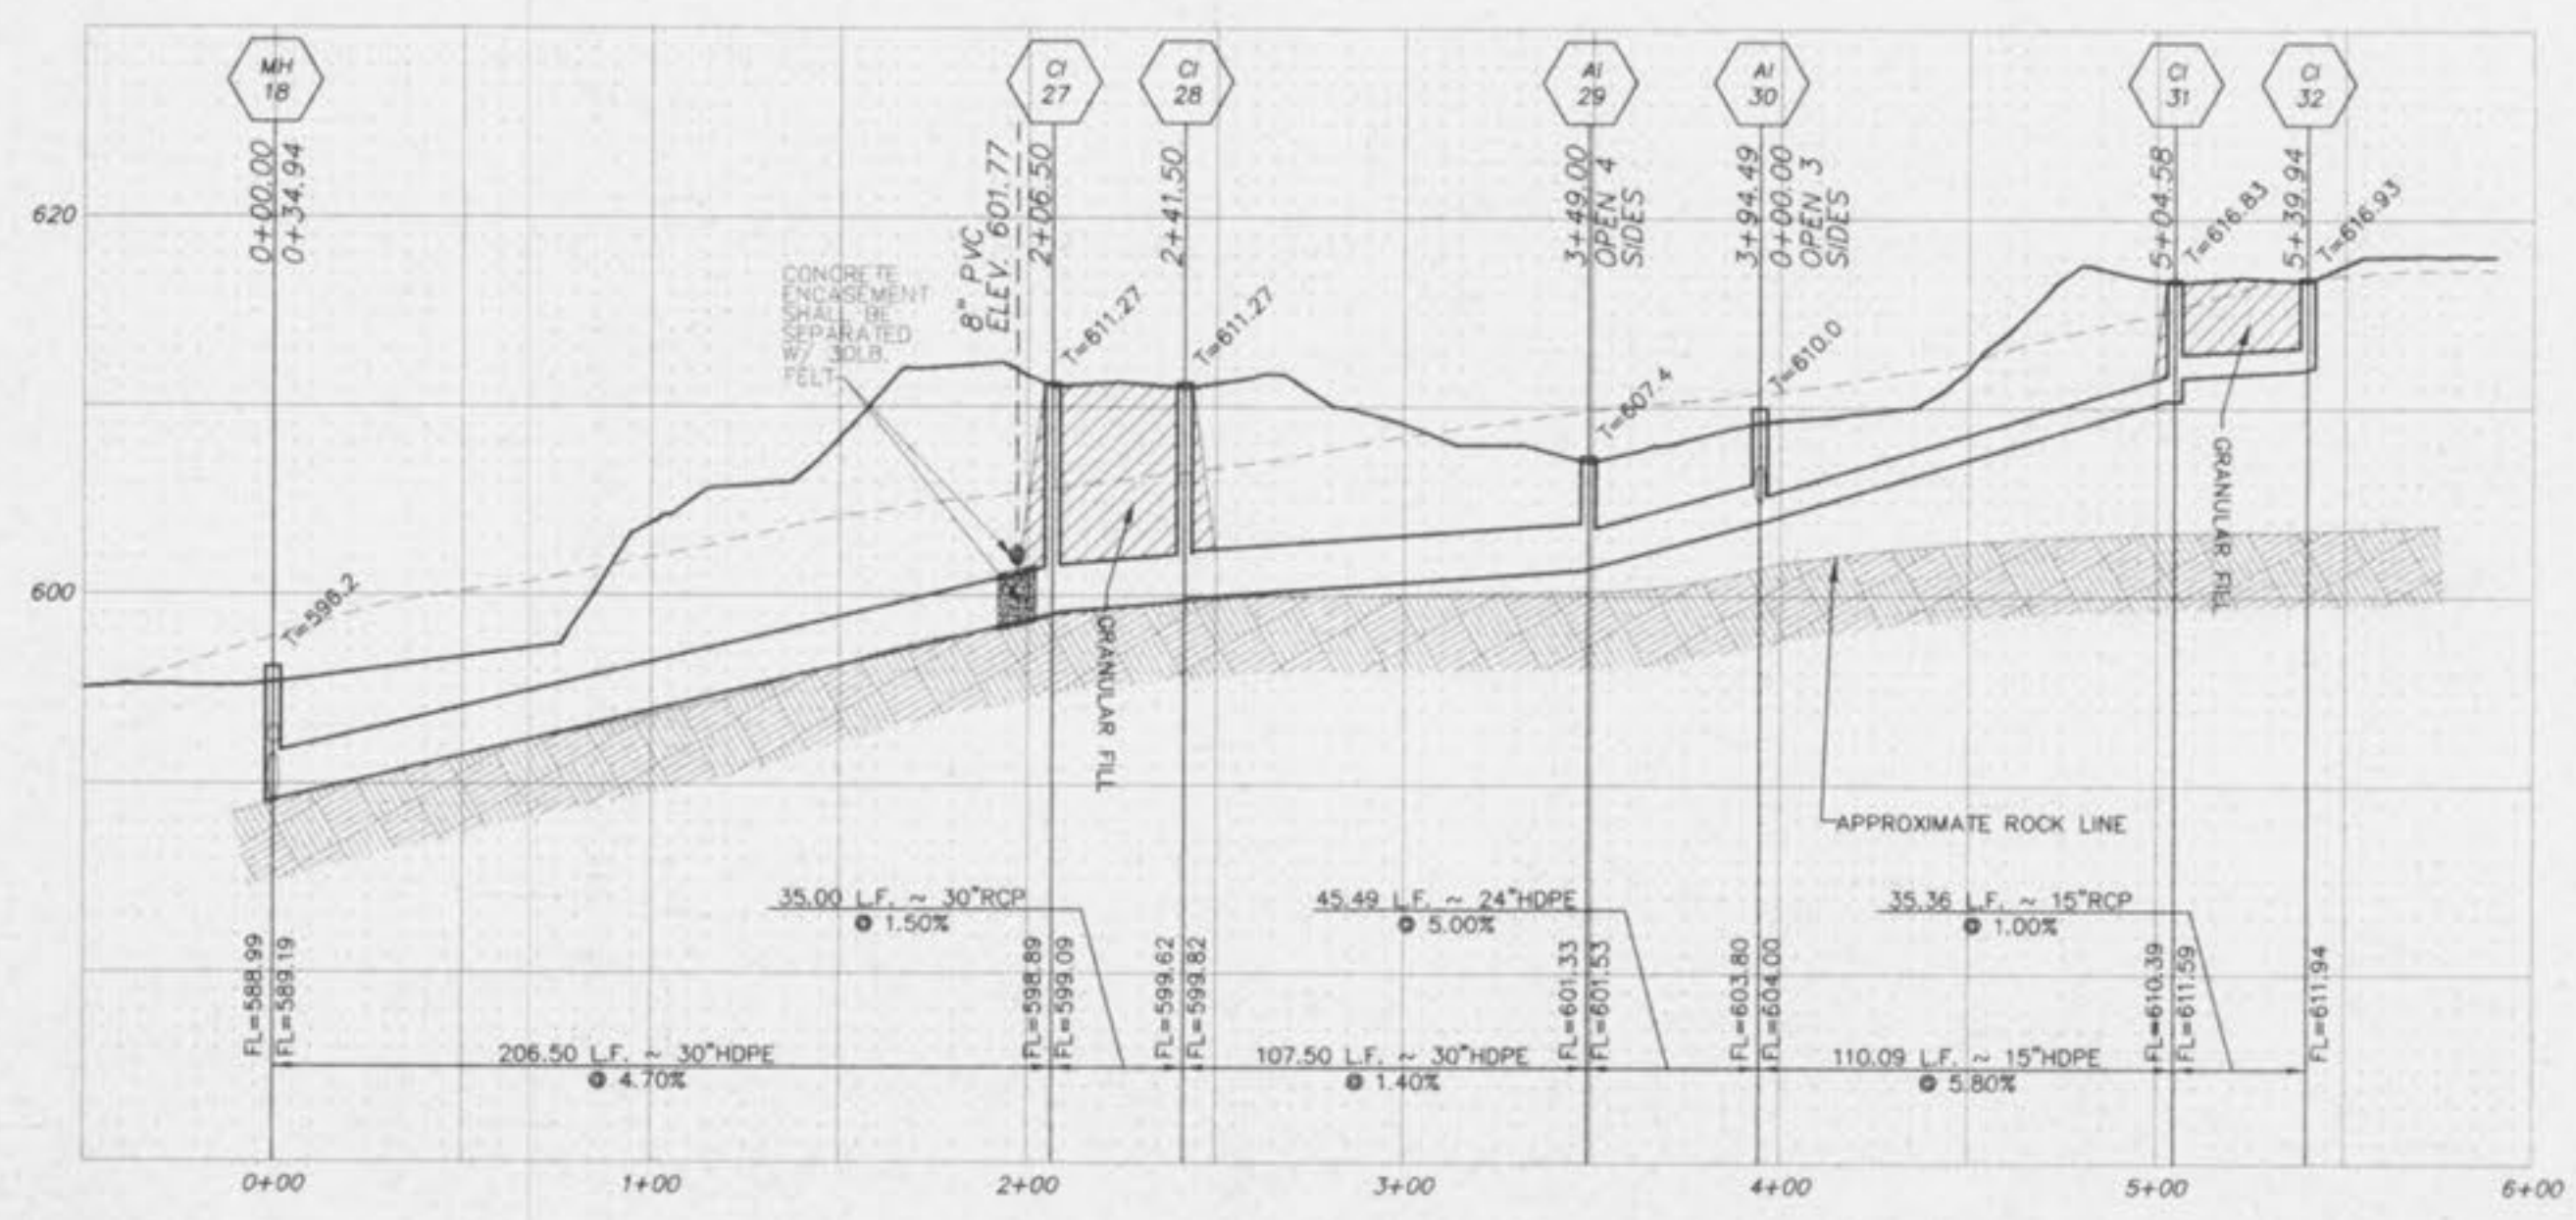 MH
18
CI
27
CI
28
AI
29
AI
30
CI
31
CI
32
0+00.00
0+34.94
8" PVC
ELEV. 601.77
2+06.50
2+41.50
3+49.00
OPEN 4
SIDES
3+94.49
0+00.00
OPEN 3
SIDES
5+04.58
T=616.83
5+39.94
T=616.93
620
CONCRETE
ENCASEMENT
SHALL BE
SEPARATED
W/ 30LB.
FELT
T=611.27
T=611.27
T=607.4
T=610.0
600
T=596.2
GRANULAR FILL
GRANULAR FILL
APPROXIMATE ROCK LINE
35.00 L.F. ~ 30"RCP
@ 1.50%
45.49 L.F. ~ 24"HDPE
@ 5.00%
35.36 L.F. ~ 15"RCP
@ 1.00%
FL=588.99
FL=589.19
FL=598.89
FL=599.09
FL=599.62
FL=599.82
FL=601.33
FL=601.53
FL=603.80
FL=604.00
FL=610.39
FL=611.59
FL=611.94
206.50 L.F. ~ 30"HDPE
@ 4.70%
107.50 L.F. ~ 30"HDPE
@ 1.40%
110.09 L.F. ~ 15"HDPE
@ 5.80%
0+00
1+00
2+00
3+00
4+00
5+00
6+00